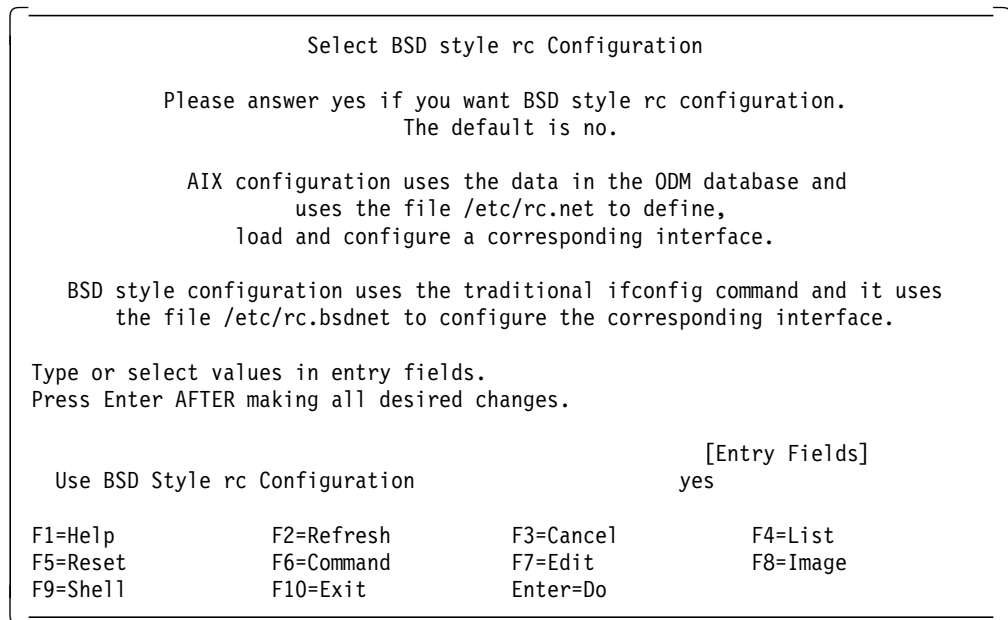 Select BSD style rc Configuration
Please answer yes if you want BSD style rc configuration.
The default is no.
AIX configuration uses the data in the ODM database and
uses the file /etc/rc.net to define,
load and configure a corresponding interface.
BSD style configuration uses the traditional ifconfig command and it uses
the file /etc/rc.bsdnet to configure the corresponding interface.
Type or select values in entry fields.
Press Enter AFTER making all desired changes.
[Entry Fields]
Use BSD Style rc Configuration yes
F1=Help F2=Refresh F3=Cancel F4=List
F5=Reset F6=Command F7=Edit F8=Image
F9=Shell F10=Exit Enter=Do